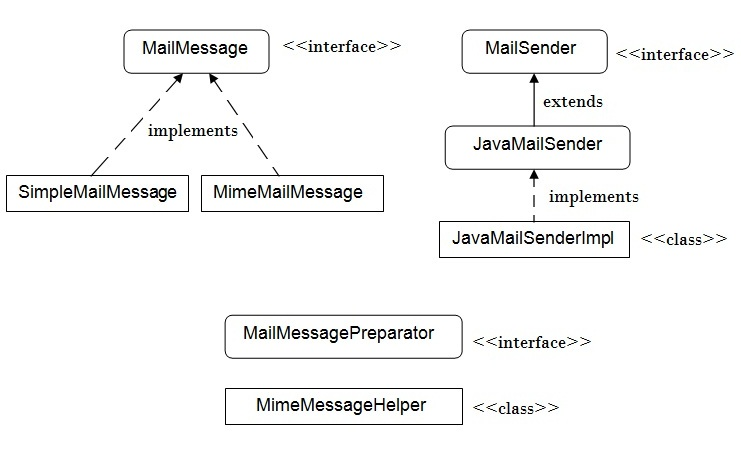 MailMessage <<interface>>
MailSender <<interface>>
extends
implements
JavaMailSender
SimpleMailMessage
MimeMailMessage
implements
JavaMailSenderImpl <<class>>
MailMessagePreparator <<interface>>
MimeMessageHelper <<class>>